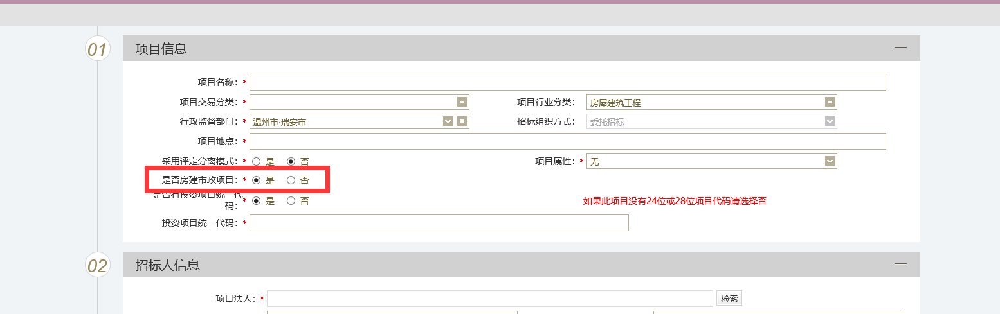 01
项目信息
项目名称：*
项目交易分类：*
项目行业分类： 房屋建筑工程
行政监督部门：* 温州市·瑞安市
招标组织方式： 委托招标
项目地点：*
采用评定分离模式：* 是 否
项目属性：* 无
是否房建市政项目：* 是 否
是否有投资项目统一代
码：* 是 否
如果此项目没有24位或28位项目代码请选择否
投资项目统一代码：*
02
招标人信息
项目法人：* 检索